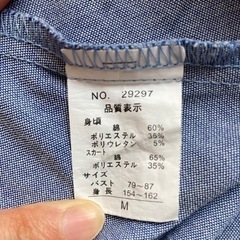 NO. 29297
品質表示
身頃
綿 60%
ポリエステル 35%
ポリウレタン 5%
スカート
綿 65%
ポリエステル 35%
サイズ
バスト 79~87
身長 154~162
M